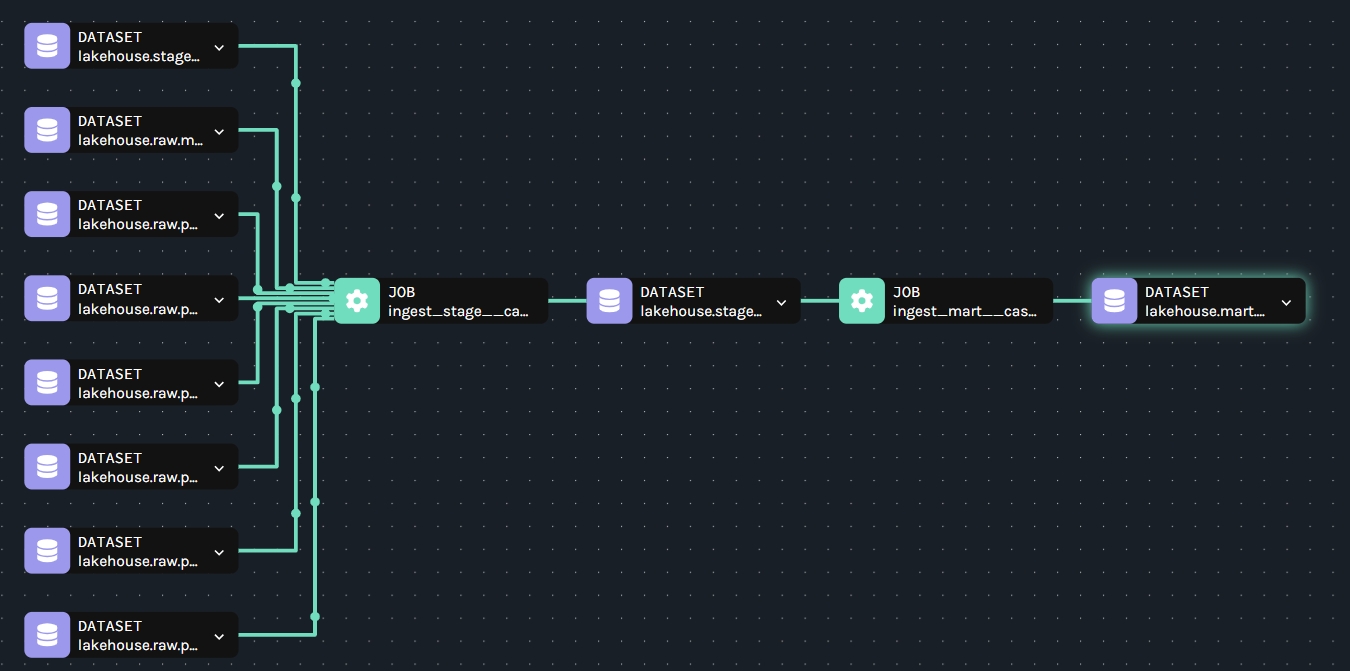 DATASET
lakehouse.stage...
DATASET
lakehouse.raw.m...
DATASET
lakehouse.raw.p...
DATASET
lakehouse.raw.p...
DATASET
lakehouse.raw.p...
DATASET
lakehouse.raw.p...
DATASET
lakehouse.raw.p...
DATASET
lakehouse.raw.p...
JOB
ingest_stage__ca...
DATASET
lakehouse.stage...
JOB
ingest_mart__cas...
DATASET
lakehouse.mart....